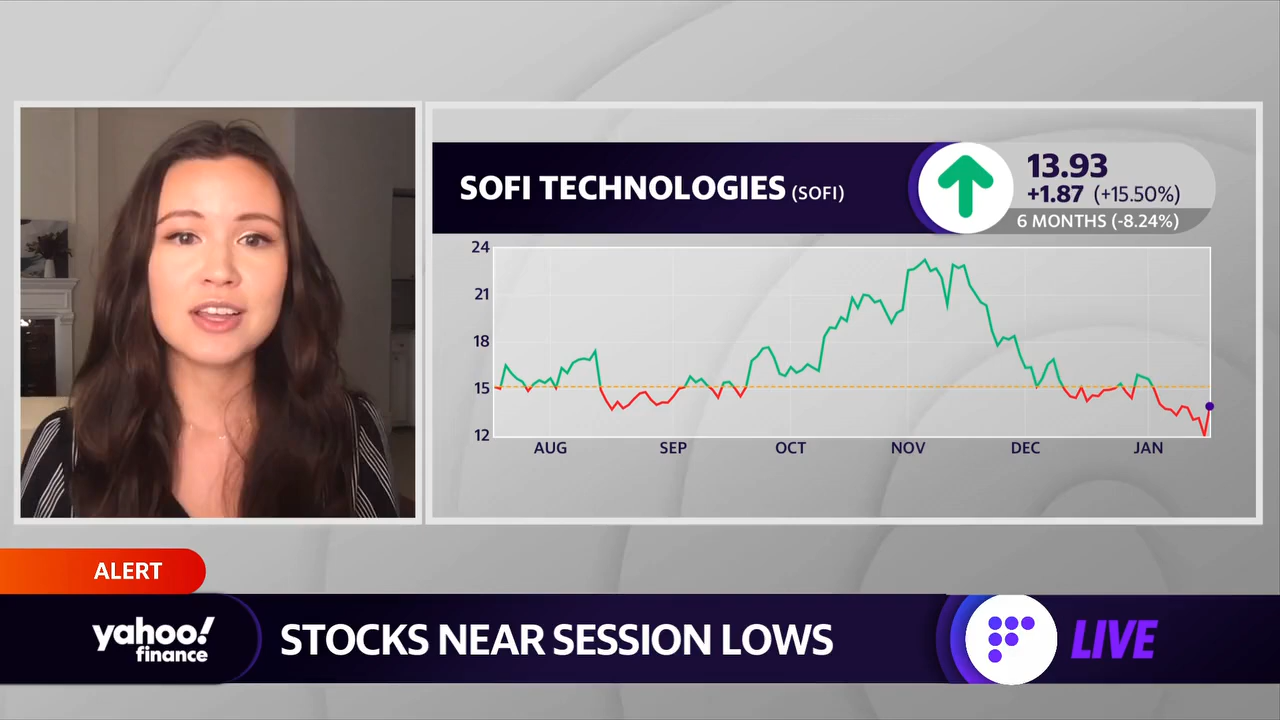 SOFI TECHNOLOGIES (SOFI)
13.93
+1.87 (+15.50%)
6 MONTHS (-8.24%)
24
21
18
15
12
AUG SEP OCT NOV DEC JAN
ALERT
yahoo!
finance
STOCKS NEAR SESSION LOWS
LIVE